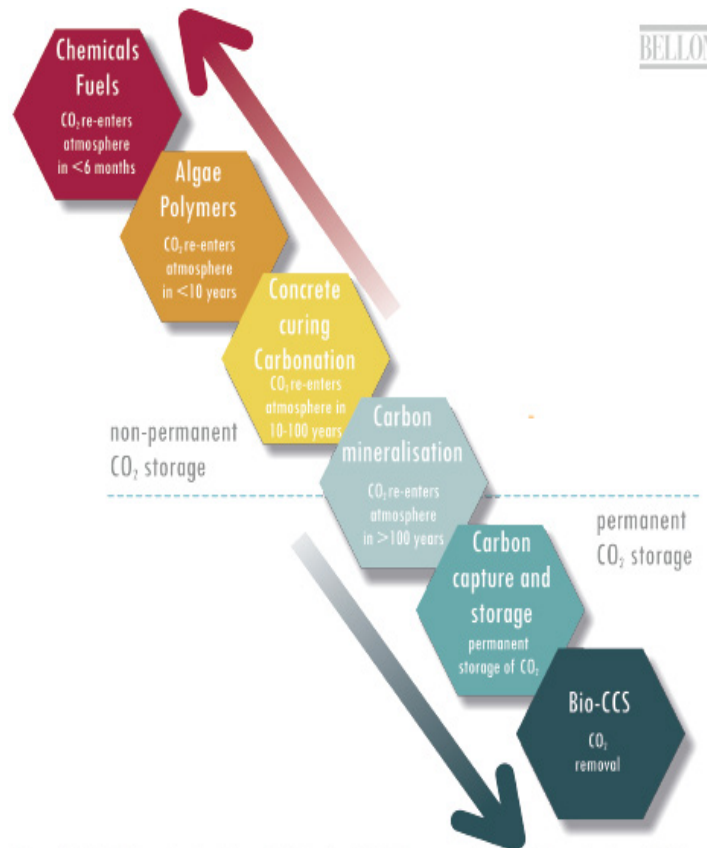 BELLON
Chemicals
Fuels
CO₂ re-enters
atmosphere
in <6 months
Algae
Polymers
CO₂ re-enters
atmosphere
in <10 years
Concrete
curing
Carbonation
CO₂ re-enters
atmosphere in
10-100 years
non-permanent
CO₂ storage
Carbon
mineralisation
CO₂ re-enters
atmosphere
in >100 years
permanent
CO₂ storage
Carbon
capture and
storage
permanent
storage of CO₂
Bio-CCS
CO₂
removal